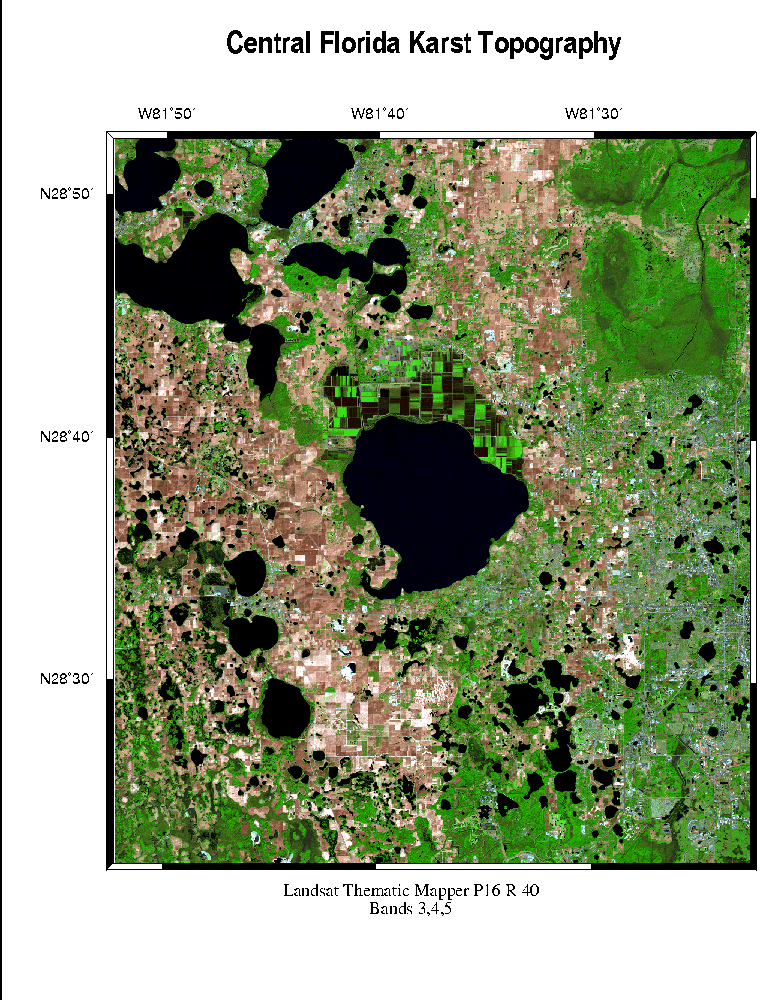 Central Florida Karst Topography
W81°50´ W81°40´ W81°30´
N28°50´
N28°40´
N28°30´
Landsat Thematic Mapper P16 R 40
Bands 3,4,5